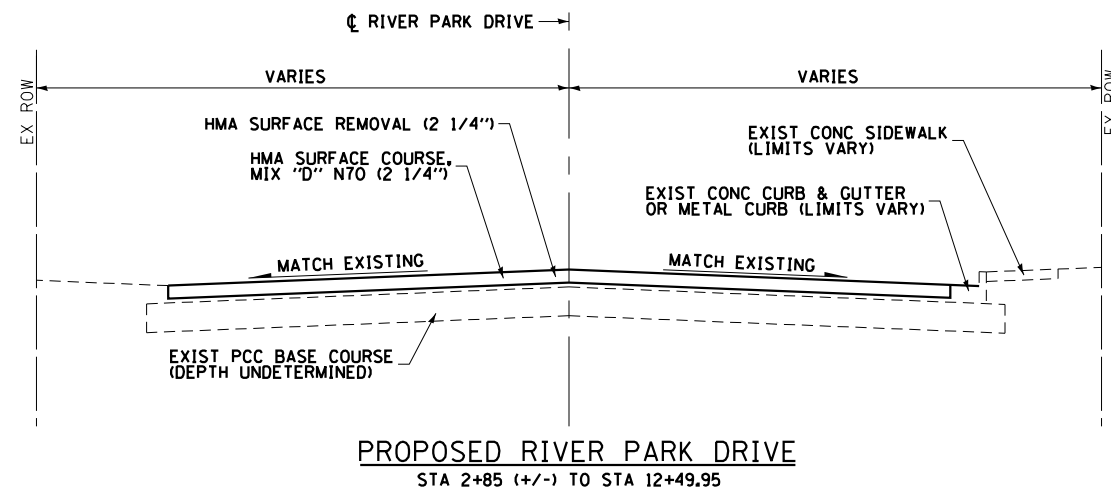 ℄ RIVER PARK DRIVE
EX ROW
VARIES
VARIES
EX ROW
HMA SURFACE REMOVAL (2 1/4")
HMA SURFACE COURSE,
MIX "D" N70 (2 1/4")
EXIST CONC SIDEWALK
(LIMITS VARY)
EXIST CONC CURB & GUTTER
OR METAL CURB (LIMITS VARY)
MATCH EXISTING
MATCH EXISTING
EXIST PCC BASE COURSE
(DEPTH UNDETERMINED)
PROPOSED RIVER PARK DRIVE
STA 2+85 (+/-) TO STA 12+49.95